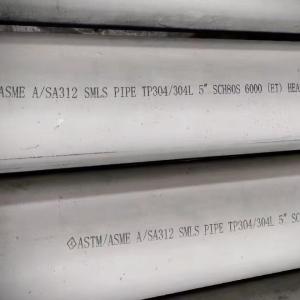 ASME A/SA312 SMLS PIPE TP304/304L 5" SCH80S 6000 (ET) HEA
ASTM/ASME A/SA312 SMLS PIPE TP304/304L 5" SC